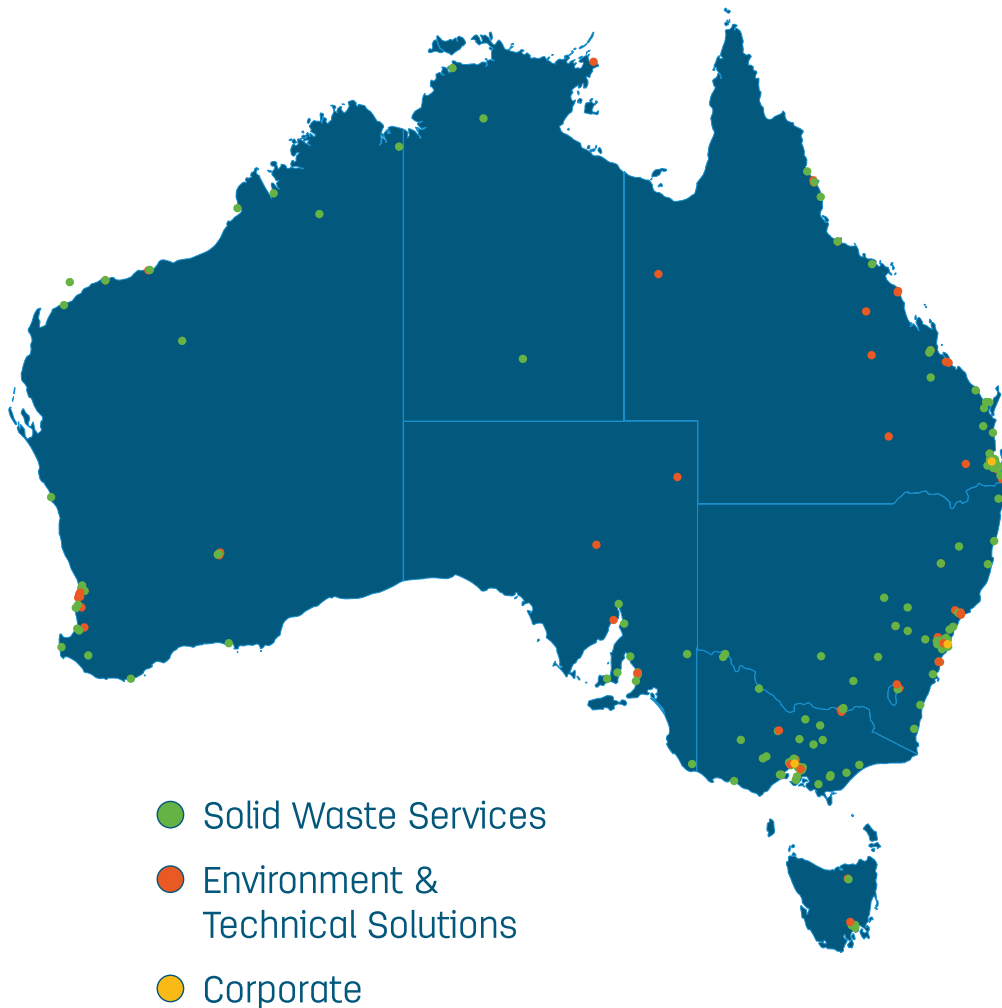 Solid Waste Services
Environment &
Technical Solutions
Corporate